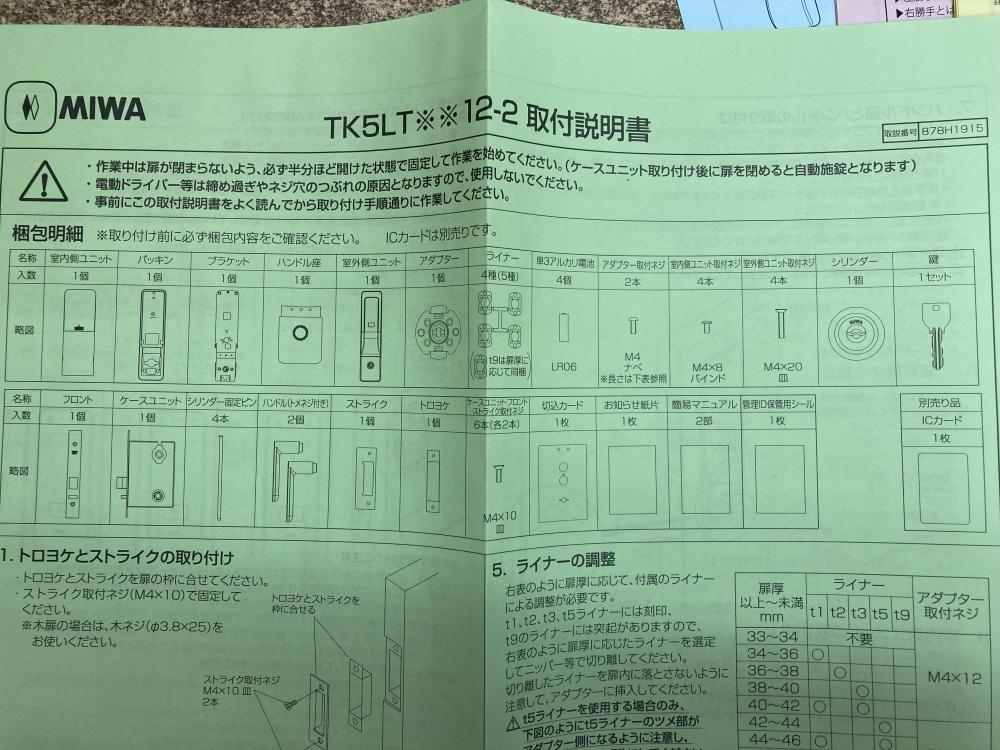 ▶右勝手とは
MIWA
TK5LT※※12-2 取付説明書
取説番号 878H1915
・作業中は扉が閉まらないよう、必ず半分ほど開けた状態で固定して作業を始めてください。(ケースユニット取り付け後に扉を閉めると自動施錠となります)
・電動ドライバー等は締め過ぎやネジ穴のつぶれの原因となりますので、使用しないでください。
・事前にこの取付説明書をよく読んでから取り付け手順通りに作業してください。
梱包明細 ※取り付け前に必ず梱包内容をご確認ください。 ICカードは別売りです。
名称 室内側ユニット パッキン ブラケット ハンドル座 室外側ユニット アダプター ライナー 単3アルカリ電池 アダプター取付ネジ 室内側ユニット取付ネジ 室外側ユニット取付ネジ シリンダー 鍵
入数 1個 1個 1個 1個 1個 1個 4種(5種) 4個 2本 4本 4本 1個 1セット
略図
MIWA
t9は扉厚に
応じて同梱
LR06
M4
ナベ
※長さは下表参照
M4×8
バインド
M4×20
皿
名称 フロント ケースユニット シリンダー固定ピン ハンドル(トメネジ付き) ストライク トロヨケ ケースユニット・フロント
ストライク取付ネジ 切込カード お知らせ紙片 簡易マニュアル 管理ID保管用シール
入数 1個 1個 4本 2個 1個 1個 6本(各2本) 1枚 1枚 2部 1枚
略図
M4×10
皿
別売り品
ICカード
1枚
1. トロヨケとストライクの取り付け
・トロヨケとストライクを扉の枠に合せてください。
・ストライク取付ネジ(M4×10)で固定して
ください。
※木扉の場合は、木ネジ(φ3.8×25)を
お使いください。
トロヨケとストライクを
枠に合せる
ストライク取付ネジ
M4×10 皿
2本
5. ライナーの調整
右表のように扉厚に応じて、付属のライナー
による調整が必要です。
t1、t2、t3、t5ライナーには刻印、
t9のライナーには突起がありますので、
右表のように扉厚に応じたライナーを選定
してニッパー等で切り離してください。
切り離したライナーを扉内に落とさないように
注意して、アダプターに挿入してください。
t5ライナーを使用する場合のみ、
下図のようにt5ライナーのツメ部が
アダプター側になるように注意し、
扉厚
以上～未満
mm
ライナー
t1 t2 t3 t5 t9
アダプター
取付ネジ
33～34 不要
34～36 ○
36～38 ○
38～40 ○
40～42 ○ ○
42～44 ○
44～46 ○ ○
M4×12